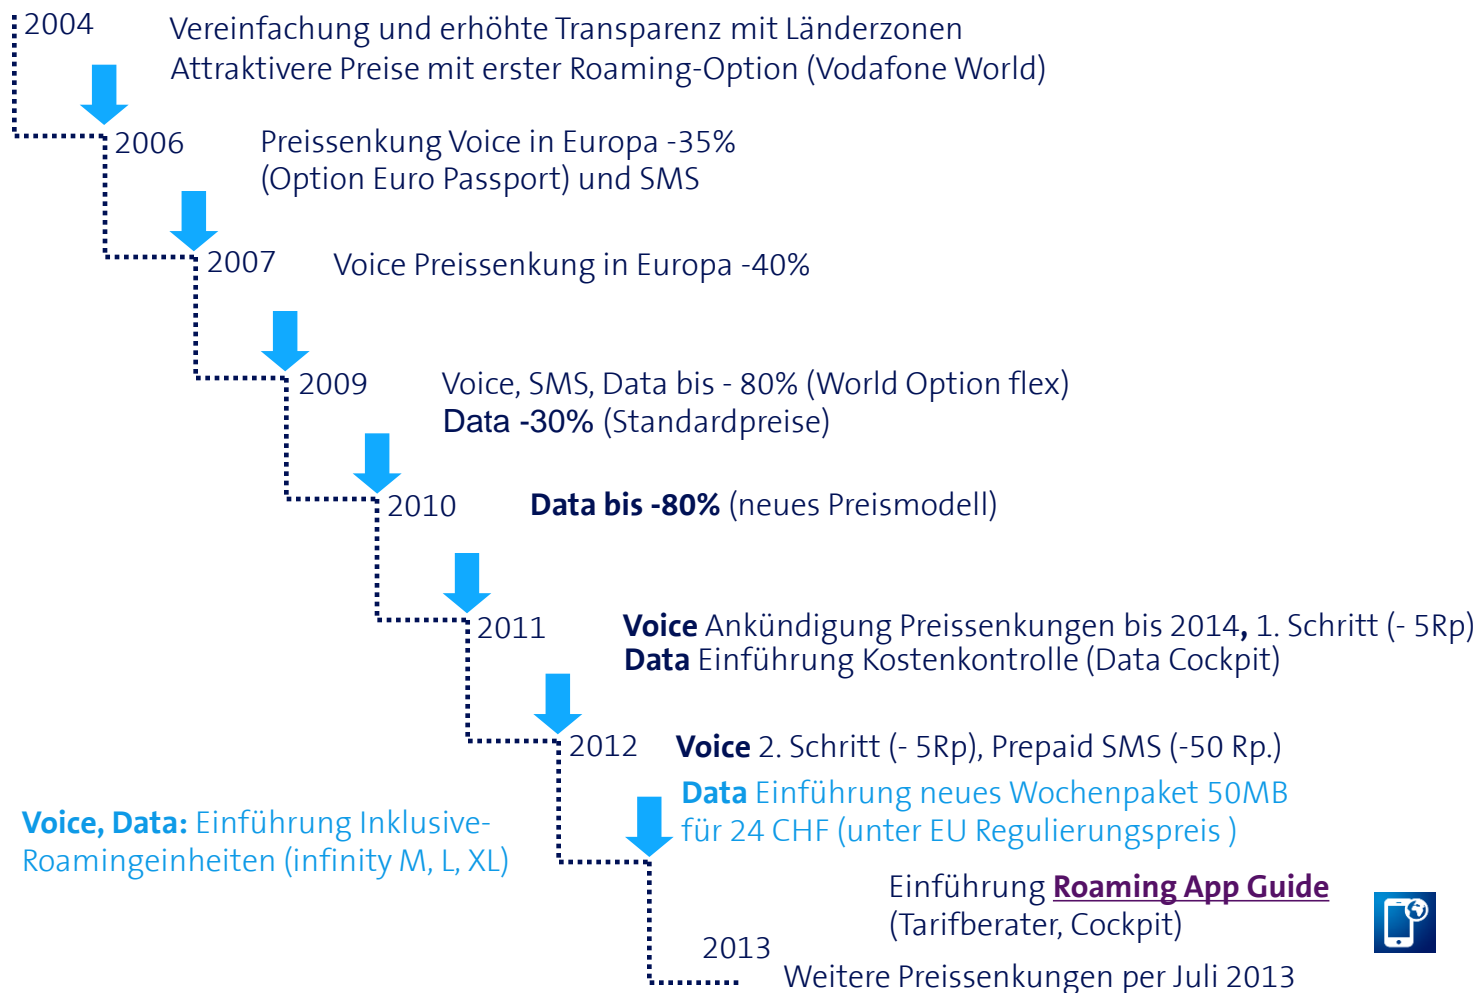 2004
Vereinfachung und erhöhte Transparenz mit Länderzonen
Attraktivere Preise mit erster Roaming-Option (Vodafone World)
2006
Preissenkung Voice in Europa -35%
(Option Euro Passport) und SMS
2007
Voice Preissenkung in Europa -40%
2009
Voice, SMS, Data bis - 80% (World Option flex)
Data -30% (Standardpreise)
2010
Data bis -80% (neues Preismodell)
2011
Voice Ankündigung Preissenkungen bis 2014, 1. Schritt (- 5Rp)
Data Einführung Kostenkontrolle (Data Cockpit)
2012
Voice 2. Schritt (- 5Rp), Prepaid SMS (-50 Rp.)
Data Einführung neues Wochenpaket 50MB
für 24 CHF (unter EU Regulierungspreis )
Voice, Data: Einführung Inklusive-
Roamingeinheiten (infinity M, L, XL)
Einführung Roaming App Guide
(Tarifberater, Cockpit)
2013
Weitere Preissenkungen per Juli 2013